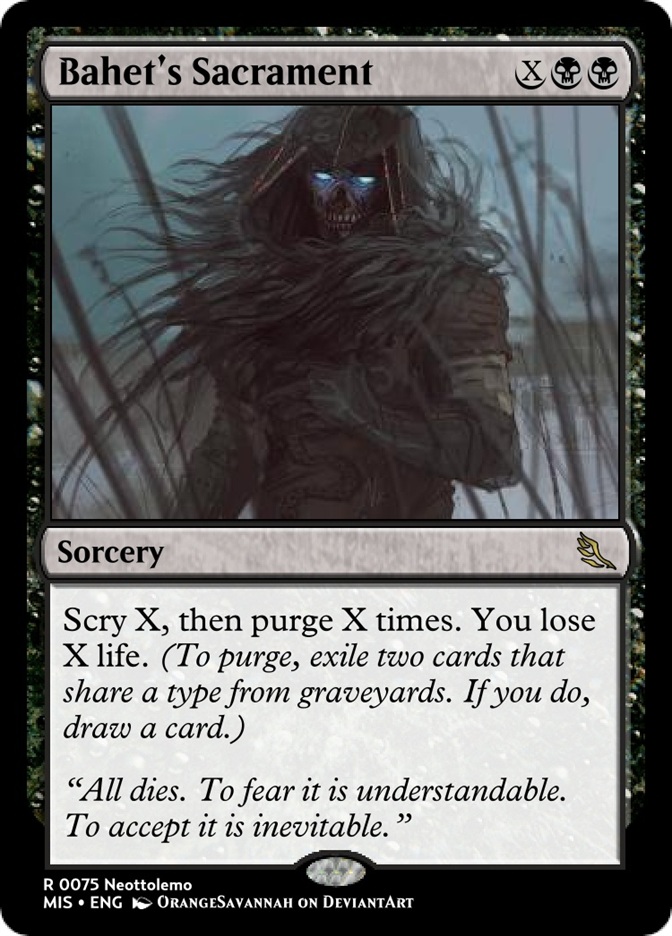 Bahet's Sacrament X
Sorcery
Scry X, then purge X times. You lose
X life. (To purge, exile two cards that
share a type from graveyards. If you do,
draw a card.)
“All dies. To fear it is understandable.
To accept it is inevitable.”
R 0075 Neottolemo
MIS • ENG OrangeSavannah on DeviantArt